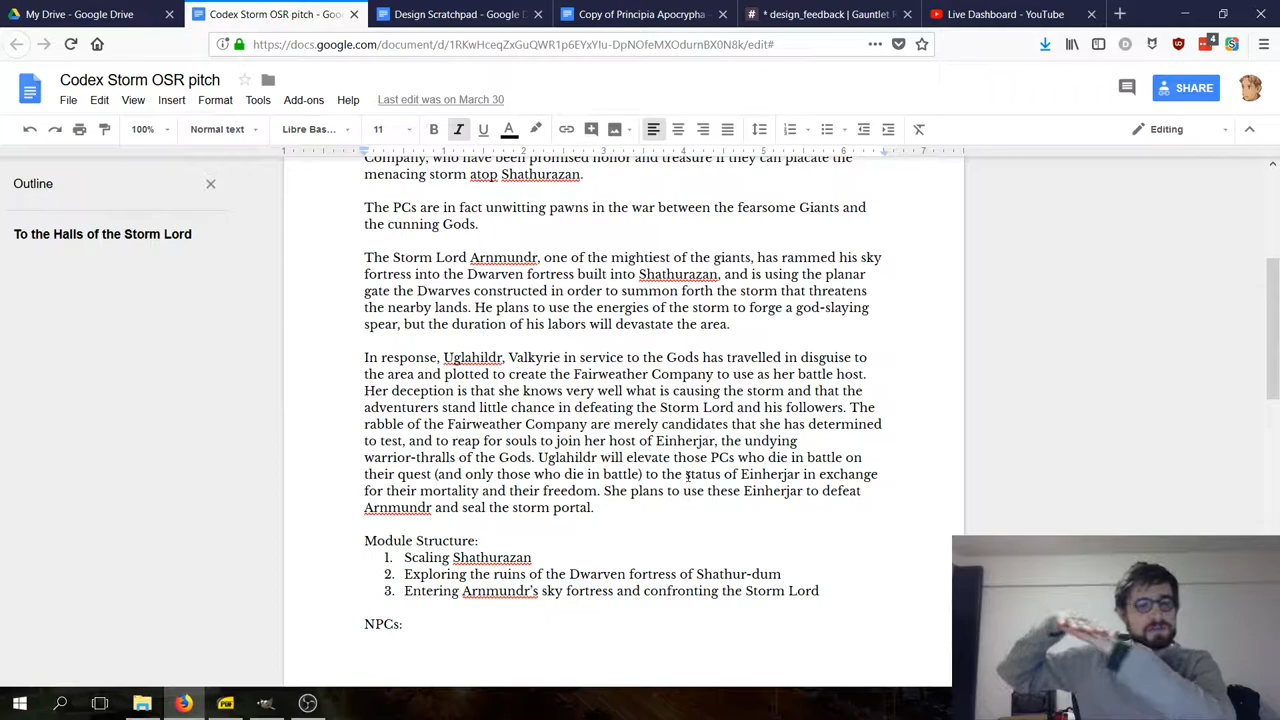 My Drive - Google Drive
Codex Storm OSR pitch - Goo
Design Scratchpad - Google D
Copy of Principia Apocrypha -
* design_feedback | Gauntlet R
Live Dashboard - YouTube
https://docs.google.com/document/d/1RKwHceqZxGuQWR1p6EYxYIu-DpNOfeMXOdurnBX0N8k/edit#
4
Codex Storm OSR pitch
File Edit View Insert Format Tools Add-ons Help Last edit was on March 30
SHARE
100% Normal text Libre Bas... 11 B I U A Editing
1 1 2 3 4 5 6 7
Outline
To the Halls of the Storm Lord
Company, who have been promised honor and treasure if they can placate the
menacing storm atop Shathurazan.
The PCs are in fact unwitting pawns in the war between the fearsome Giants and
the cunning Gods.
The Storm Lord Arnmundr, one of the mightiest of the giants, has rammed his sky
fortress into the Dwarven fortress built into Shathurazan, and is using the planar
gate the Dwarves constructed in order to summon forth the storm that threatens
the nearby lands. He plans to use the energies of the storm to forge a god-slaying
spear, but the duration of his labors will devastate the area.
In response, Uglahildr, Valkyrie in service to the Gods has travelled in disguise to
the area and plotted to create the Fairweather Company to use as her battle host.
Her deception is that she knows very well what is causing the storm and that the
adventurers stand little chance in defeating the Storm Lord and his followers. The
rabble of the Fairweather Company are merely candidates that she has determined
to test, and to reap for souls to join her host of Einherjar, the undying
warrior-thralls of the Gods. Uglahildr will elevate those PCs who die in battle on
their quest (and only those who die in battle) to the status of Einherjar in exchange
for their mortality and their freedom. She plans to use these Einherjar to defeat
Arnmundr and seal the storm portal.
Module Structure:
1. Scaling Shathurazan
2. Exploring the ruins of the Dwarven fortress of Shathur-dum
3. Entering Arnmundr's sky fortress and confronting the Storm Lord
NPCs: